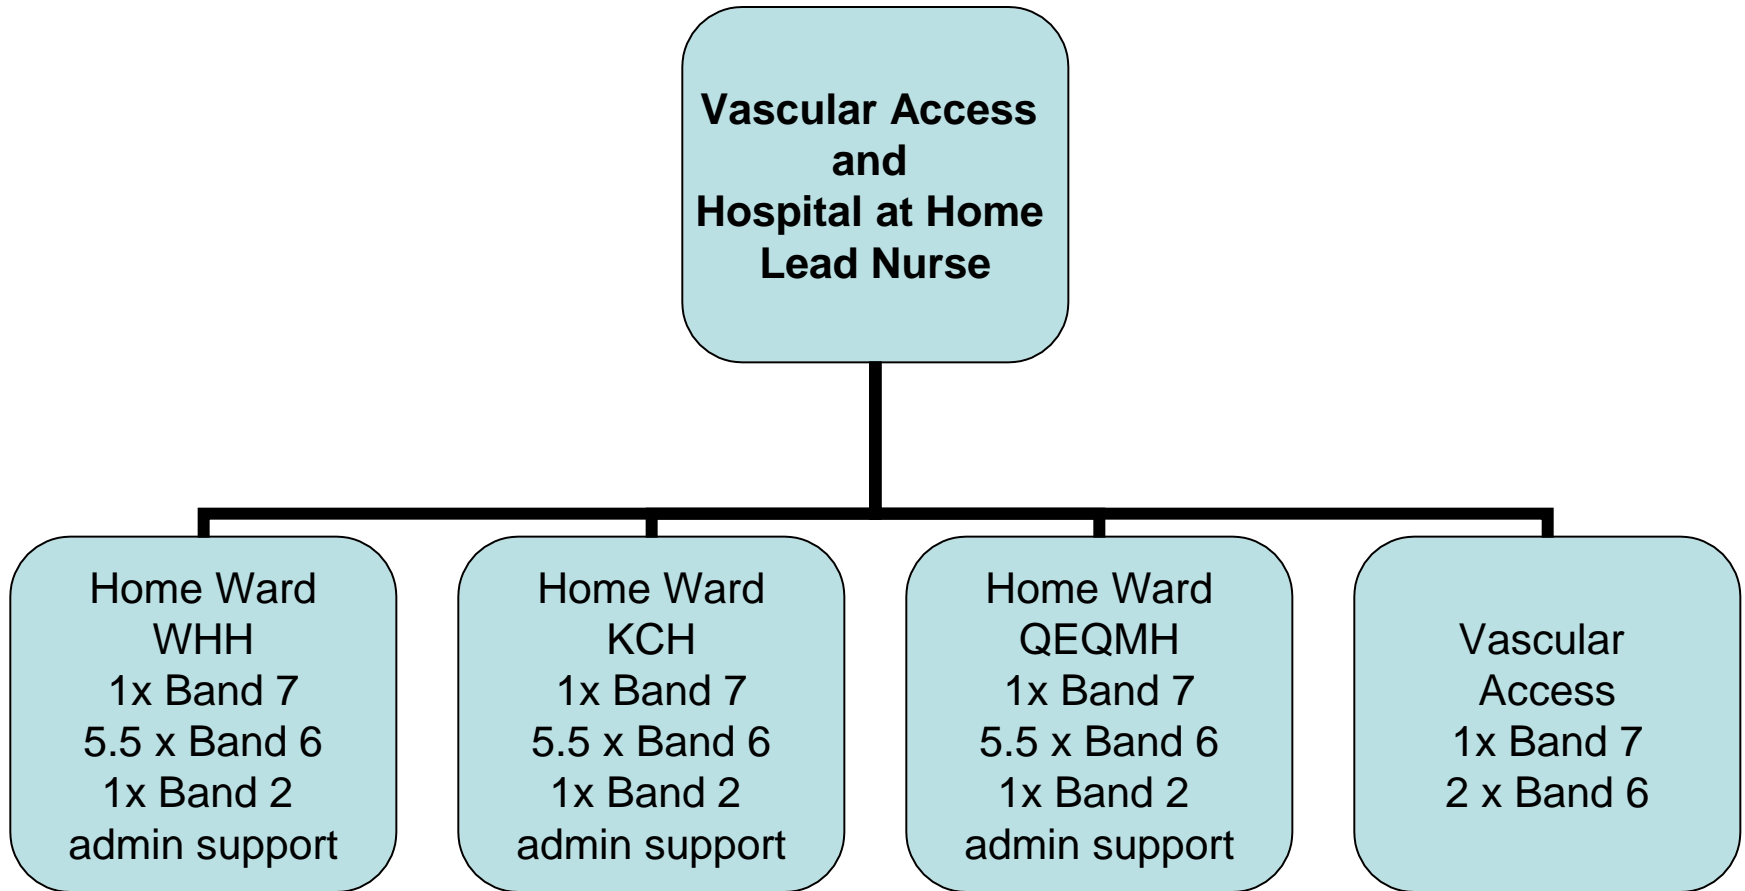 Vascular Access
and
Hospital at Home
Lead Nurse
Home Ward
WHH
1x Band 7
5.5 x Band 6
1x Band 2
admin support
Home Ward
KCH
1x Band 7
5.5 x Band 6
1x Band 2
admin support
Home Ward
QEQMH
1x Band 7
5.5 x Band 6
1x Band 2
admin support
Vascular
Access
1x Band 7
2 x Band 6